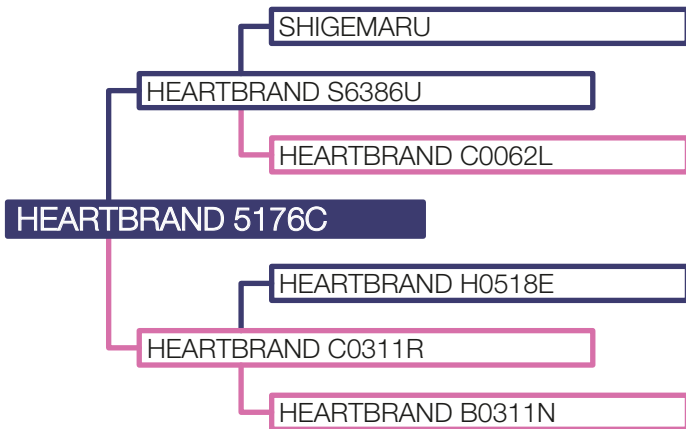 SHIGEMARU
HEARTBRAND S6386U
HEARTBRAND C0062L
HEARTBRAND 5176C
HEARTBRAND H0518E
HEARTBRAND C0311R
HEARTBRAND B0311N